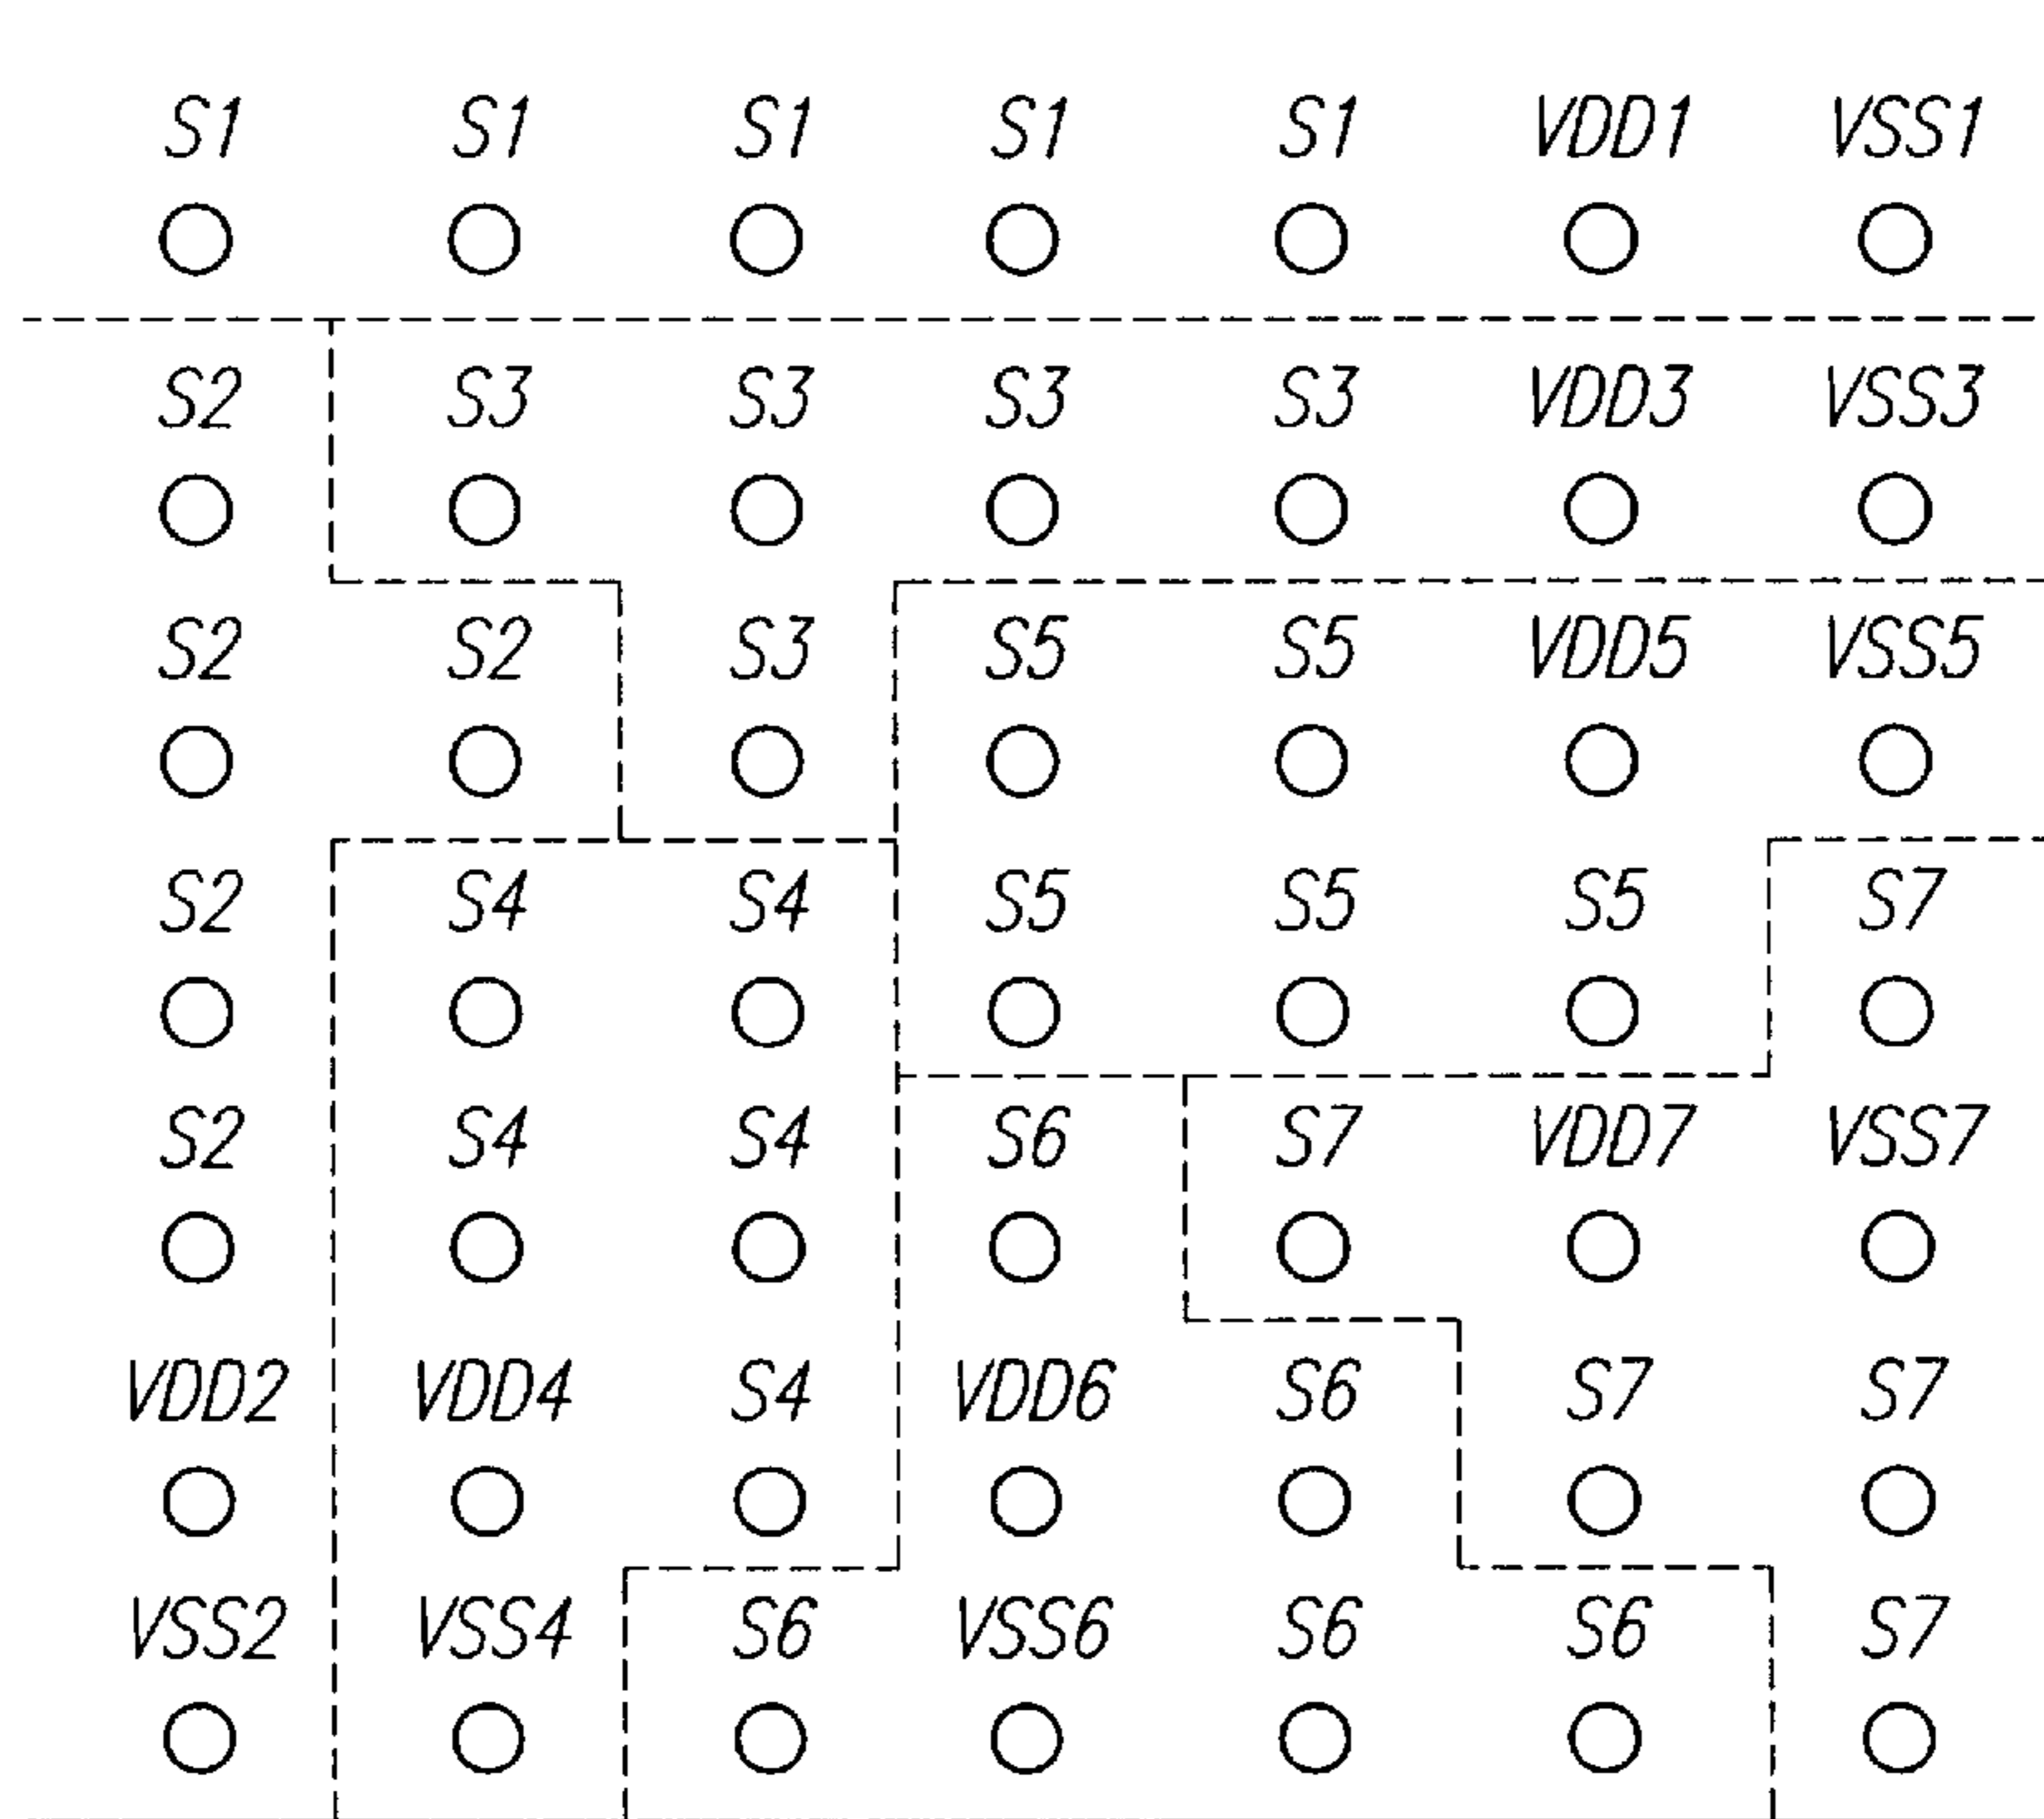 S1 S1 S1 S1 S1 VDD1 VSS1
S2 S3 S3 S3 S3 VDD3 VSS3
S2 S2 S3 S5 S5 VDD5 VSS5
S2 S4 S4 S5 S5 S5 S7
S2 S4 S4 S6 S7 VDD7 VSS7
VDD2 VDD4 S4 VDD6 S6 S7 S7
VSS2 VSS4 S6 VSS6 S6 S6 S7